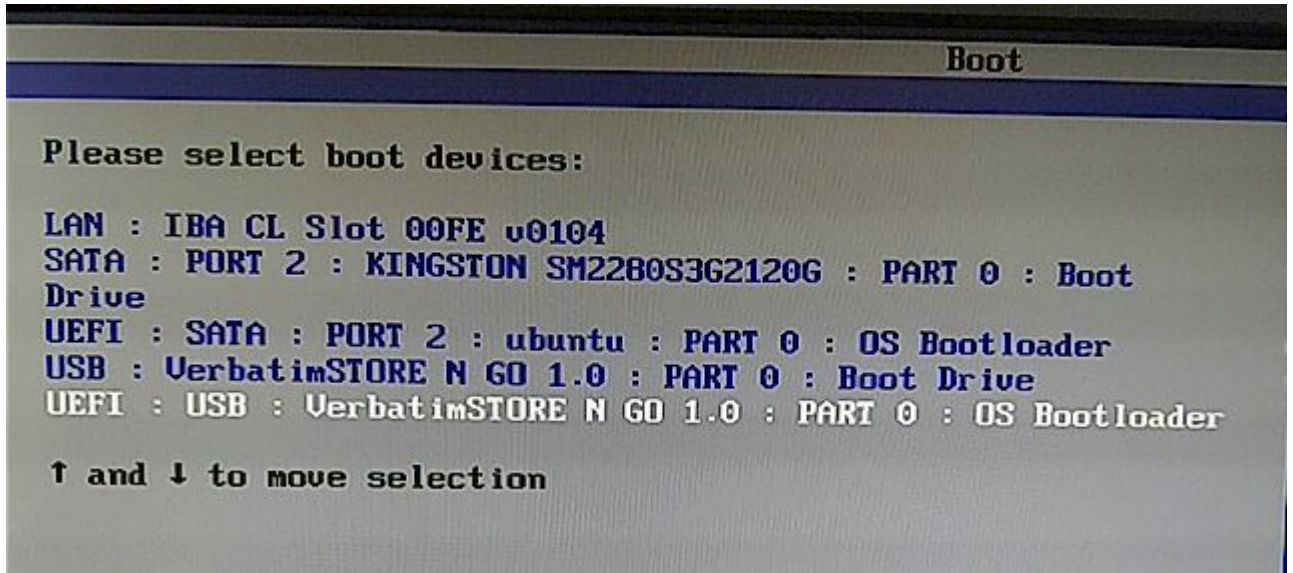 Boot
Please select boot devices:
LAN : IBA CL Slot 00FE v0104
SATA : PORT 2 : KINGSTON SM2280S3G2120G : PART 0 : Boot
Drive
UEFI : SATA : PORT 2 : ubuntu : PART 0 : OS Bootloader
USB : VerbatimSTORE N GO 1.0 : PART 0 : Boot Drive
UEFI : USB : VerbatimSTORE N GO 1.0 : PART 0 : OS Bootloader
↑ and ↓ to move selection